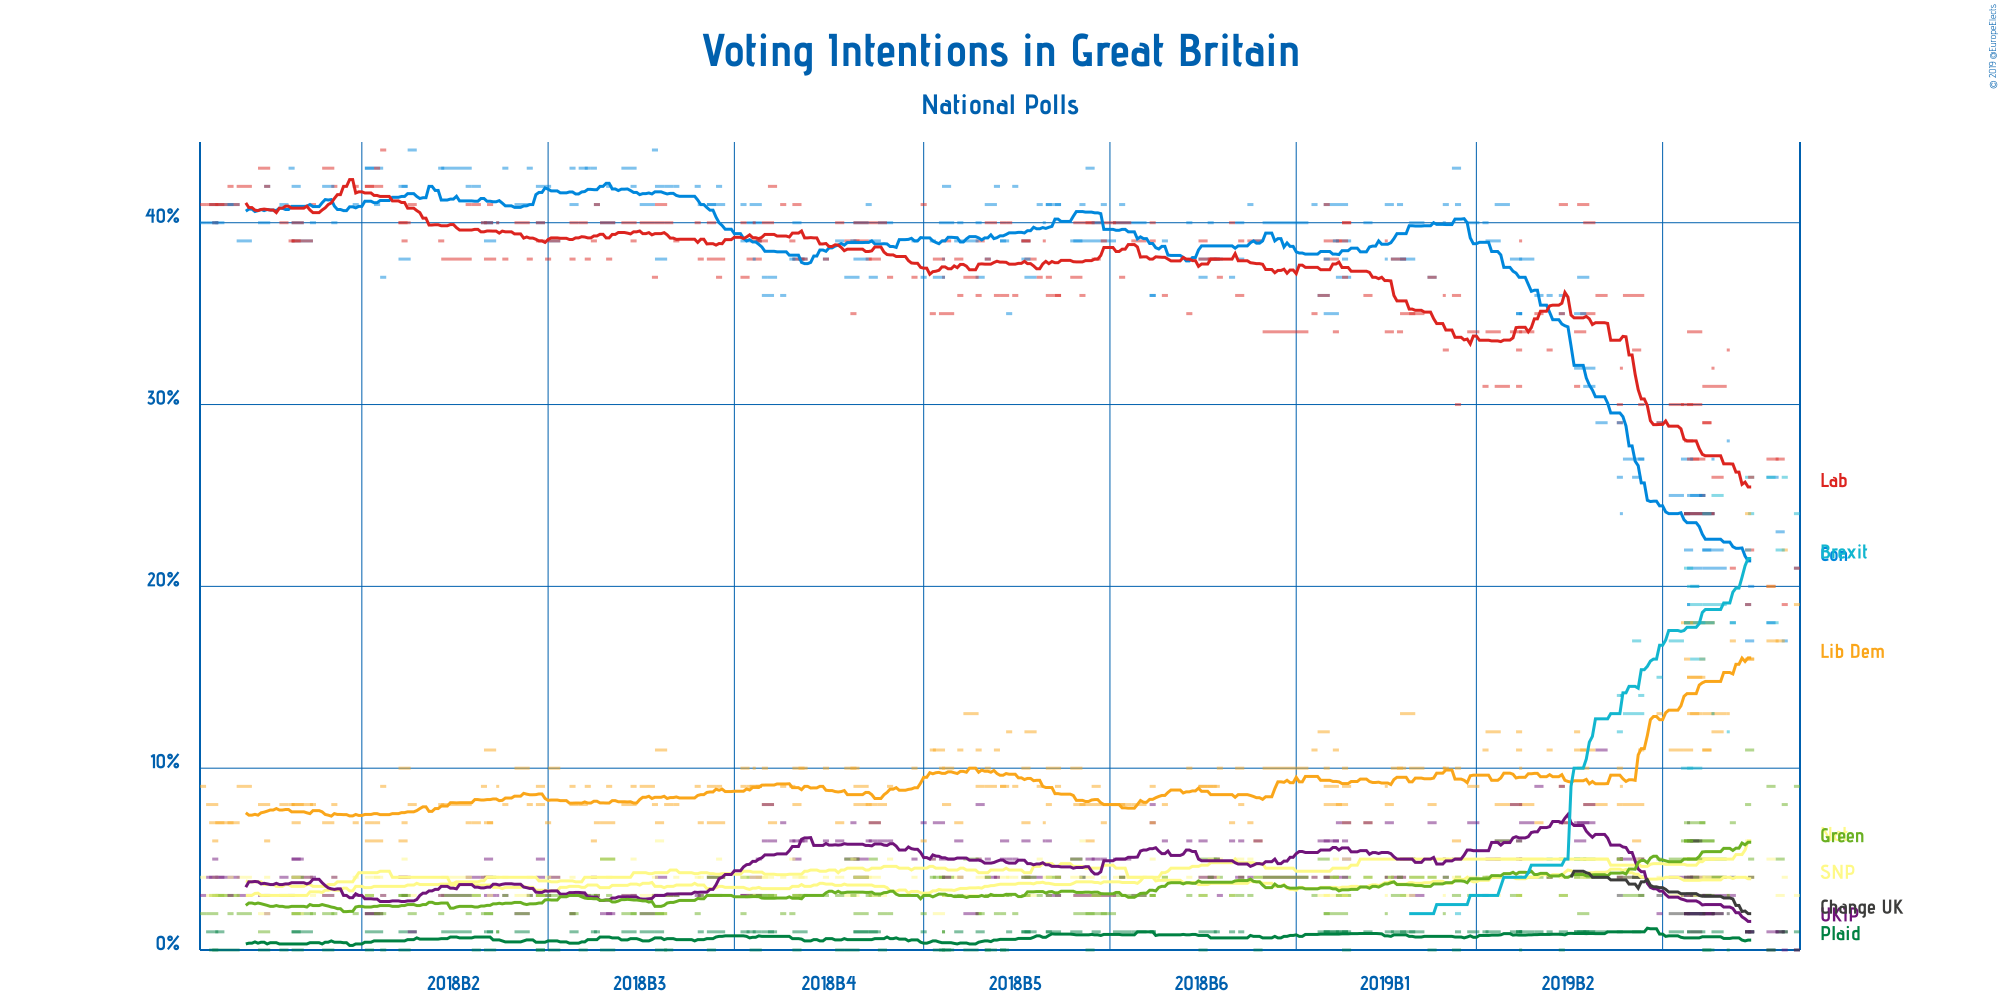 © 2019 @EuropeElects
Voting Intentions in Great Britain
National Polls
40%
30%
20%
10%
0%
Lab
Brexit
Con
Lib Dem
Green
SNP
Change UK
UKIP
Plaid
2018B2 2018B3 2018B4 2018B5 2018B6 2019B1 2019B2